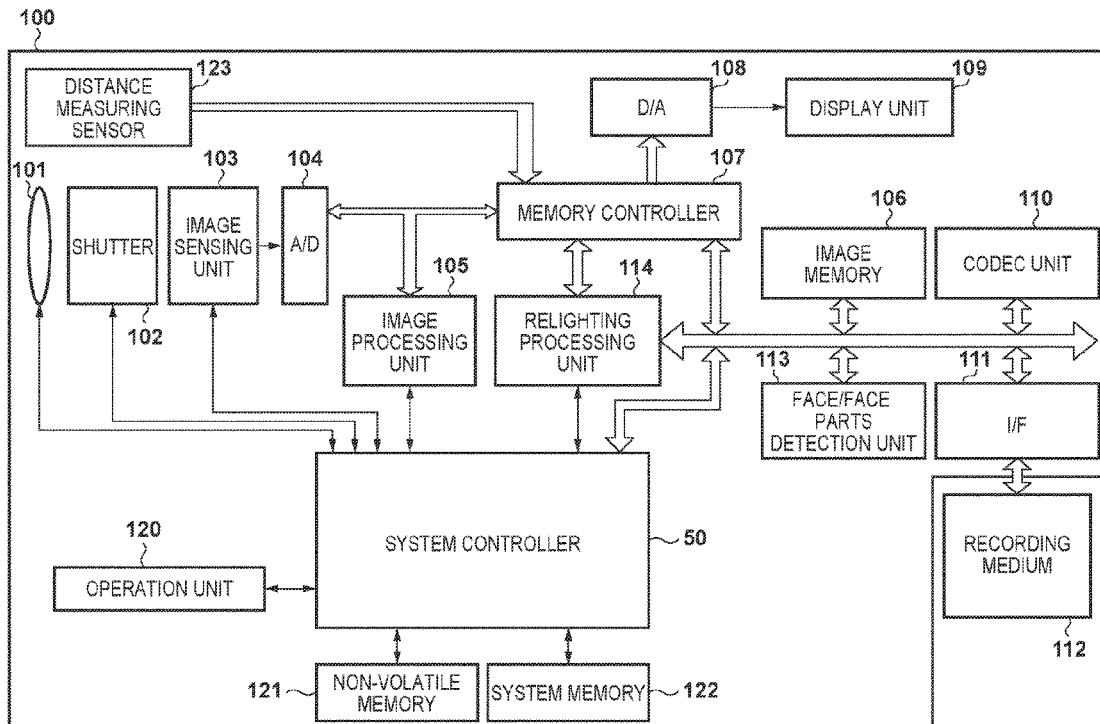 100
123
DISTANCE
MEASURING
SENSOR
108
D/A
109
DISPLAY UNIT
101
102
SHUTTER
103
IMAGE
SENSING
UNIT
104
A/D
107
MEMORY CONTROLLER
106
IMAGE
MEMORY
110
CODEC UNIT
105
IMAGE
PROCESSING
UNIT
114
RELIGHTING
PROCESSING
UNIT
113
FACE/FACE
PARTS
DETECTION UNIT
111
I/F
SYSTEM CONTROLLER
50
120
OPERATION UNIT
RECORDING
MEDIUM
112
121
NON-VOLATILE
MEMORY
SYSTEM MEMORY
122